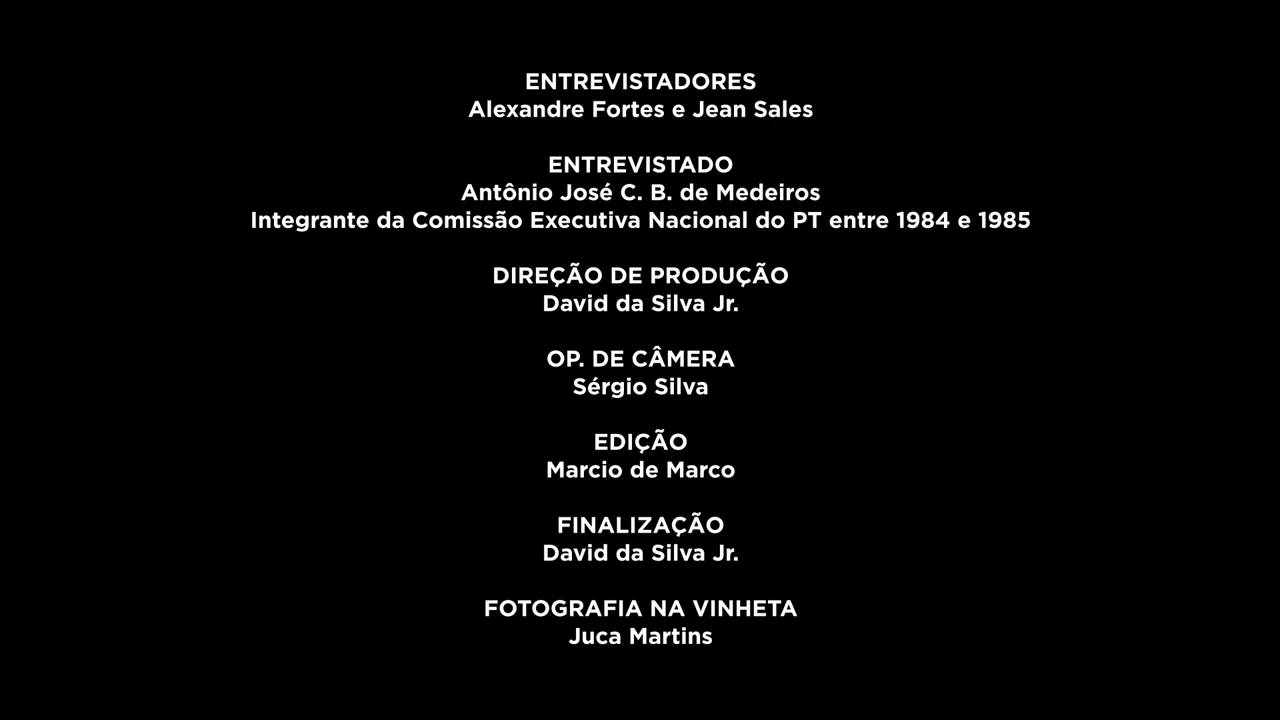 ENTREVISTADORES
Alexandre Fortes e Jean Sales
ENTREVISTADO
Antônio José C. B. de Medeiros
Integrante da Comissão Executiva Nacional do PT entre 1984 e 1985
DIREÇÃO DE PRODUÇÃO
David da Silva Jr.
OP. DE CÂMERA
Sérgio Silva
EDIÇÃO
Marcio de Marco
FINALIZAÇÃO
David da Silva Jr.
FOTOGRAFIA NA VINHETA
Juca Martins